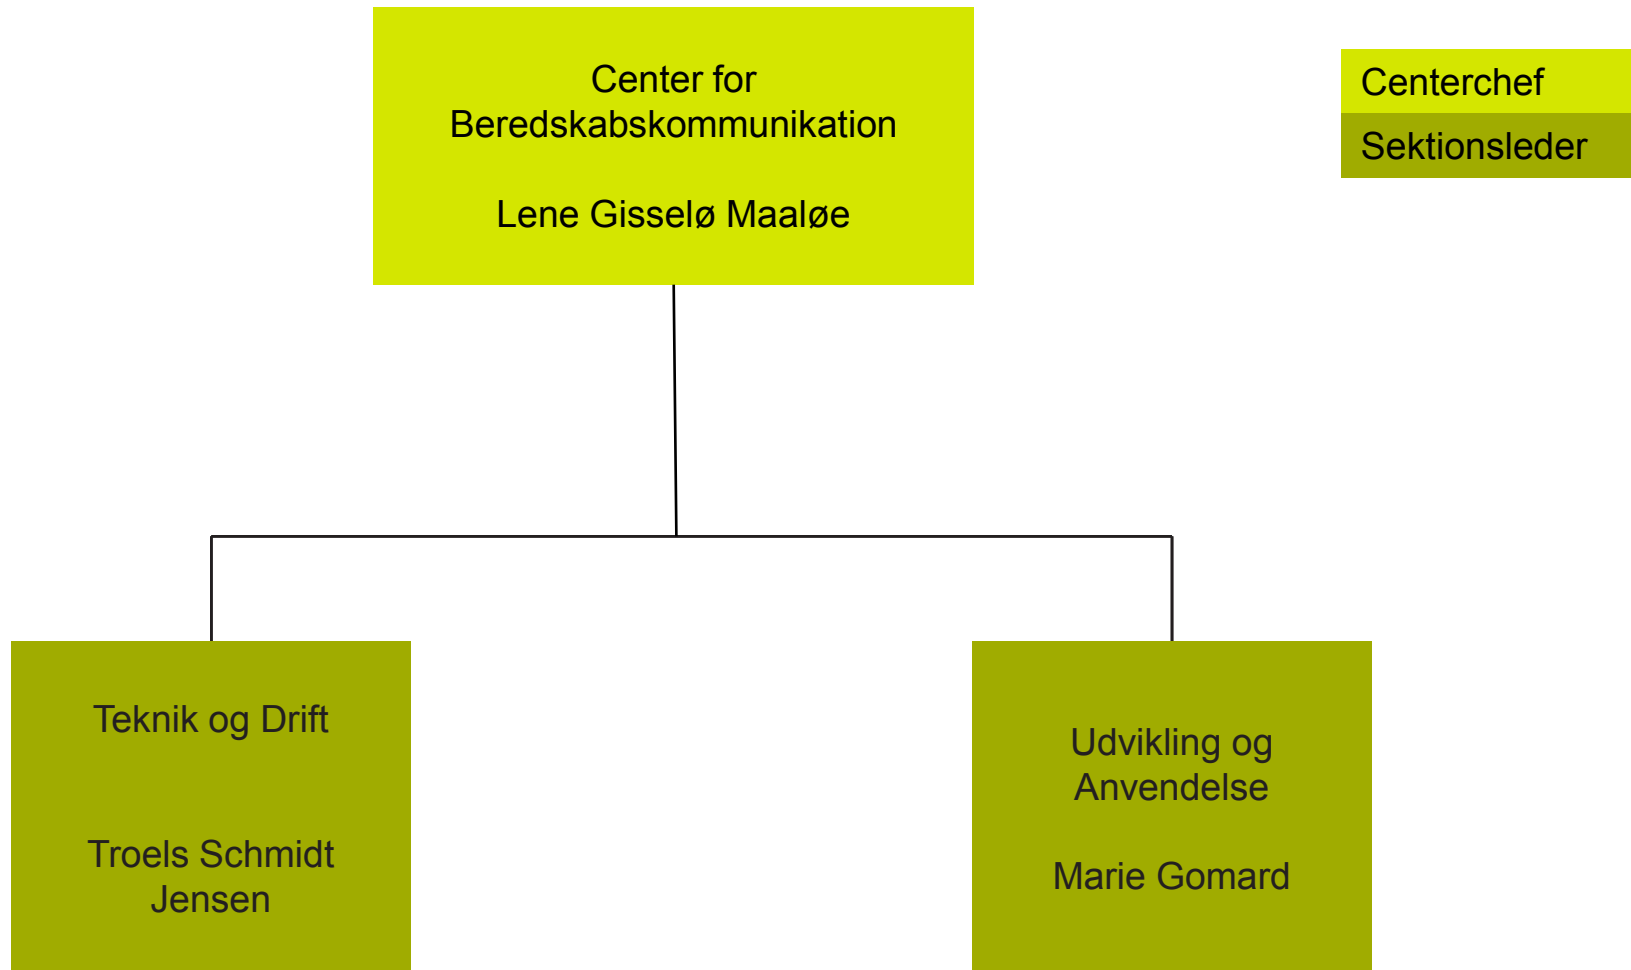 Center for
Beredskabskommunikation
Lene Gisselø Maaløe
Centerchef
Sektionsleder
Teknik og Drift
Troels Schmidt
Jensen
Udvikling og
Anvendelse
Marie Gomard